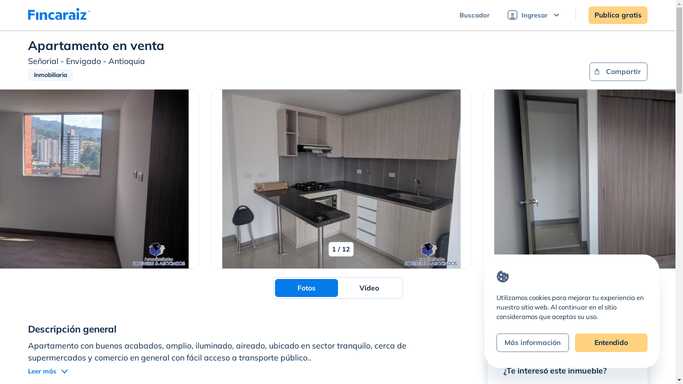 Fincaraiz
Buscador
Ingresar
Publica gratis
Apartamento en venta
Señorial - Envigado - Antioquia
Inmobiliaria
Compartir
1 / 12
Fotos
Video
Utilizamos cookies para mejorar tu experiencia en
nuestro sitio web. Al continuar en el sitio
consideramos que aceptas su uso.
Más información
Entendido
Descripción general
Apartamento con buenos acabados, amplio, iluminado, aireado, ubicado en sector tranquilo, cerca de
supermercados y comercio en general con fácil acceso a transporte público..
Leer más
¿Te interesó este inmueble?